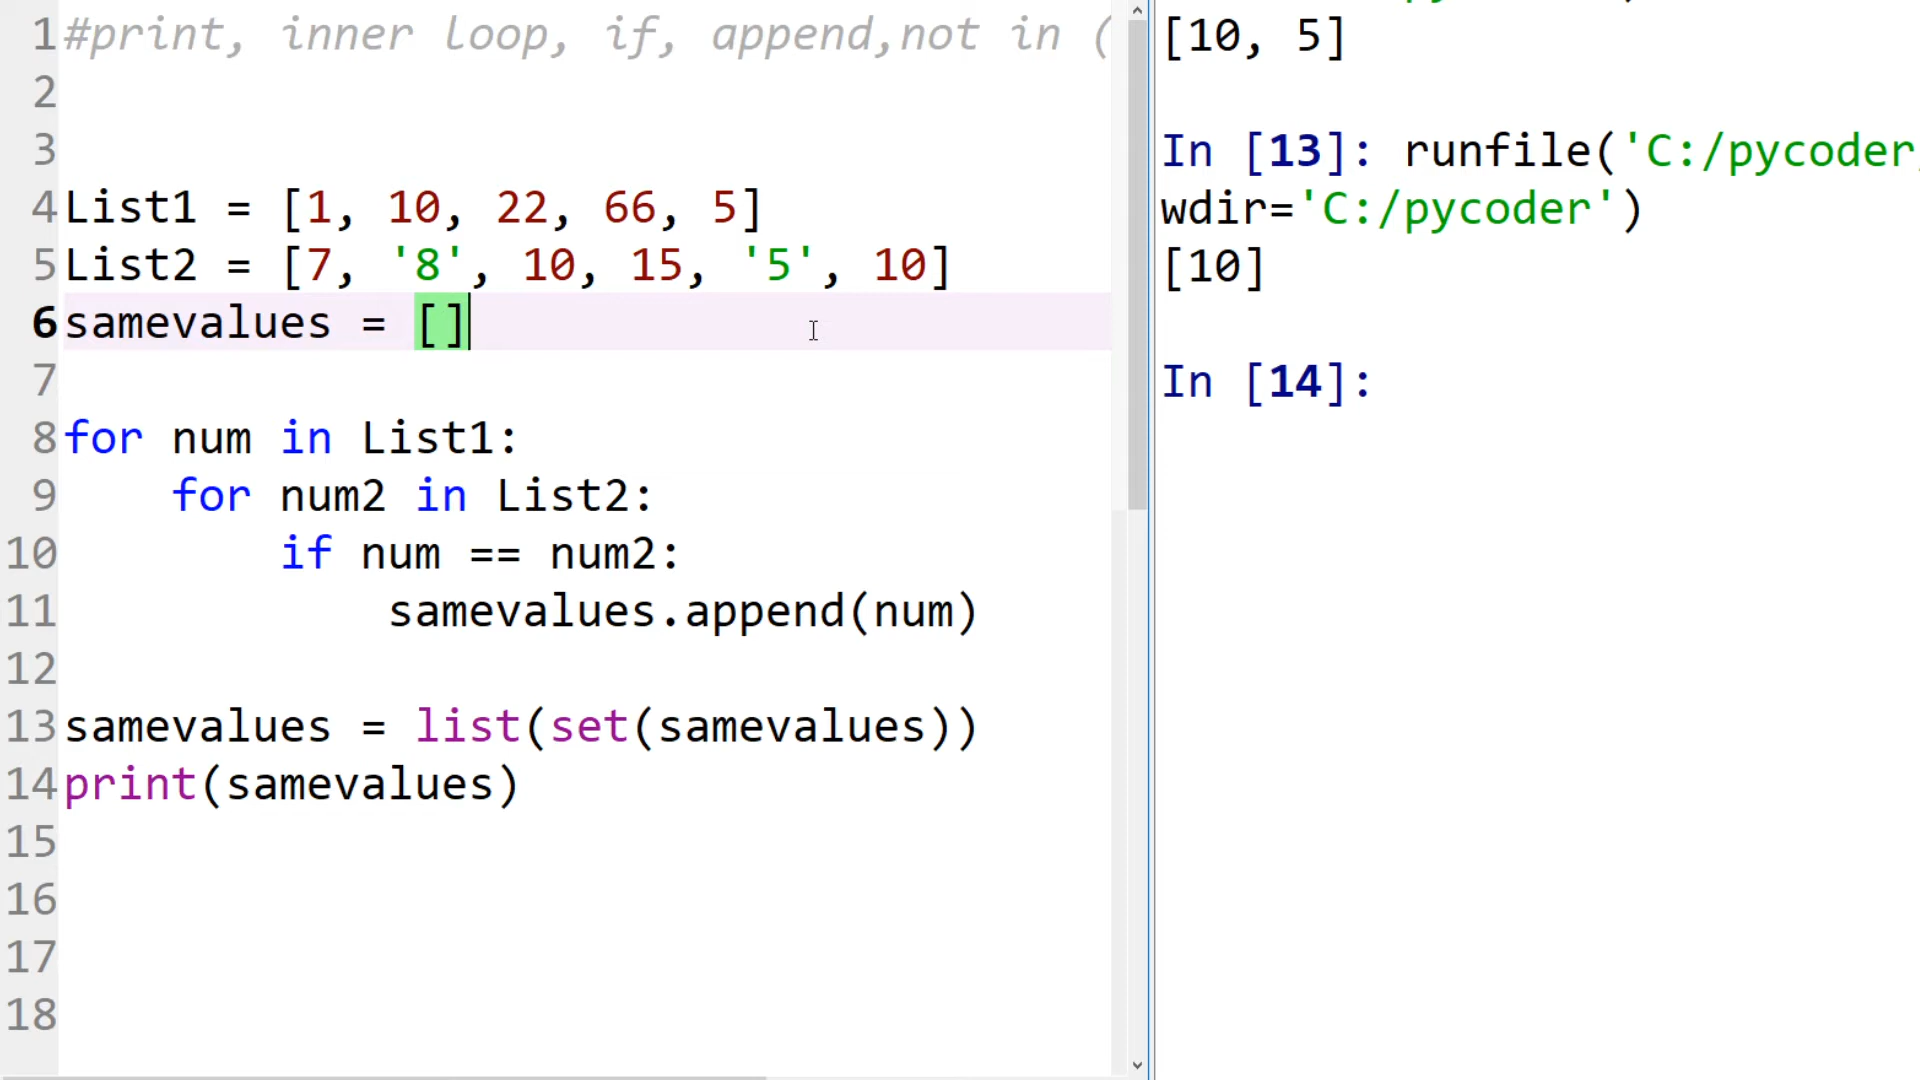 1 #print, inner loop, if, append,not in (
2
3
4 List1 = [1, 10, 22, 66, 5]
5 List2 = [7, '8', 10, 15, '5', 10]
6 samevalues = []
7
8 for num in List1:
9     for num2 in List2:
10         if num == num2:
11             samevalues.append(num)
12
13 samevalues = list(set(samevalues))
14 print(samevalues)
15
16
17
18
[10, 5]
In [13]: runfile('C:/pycoder
wdir='C:/pycoder')
[10]
In [14]: